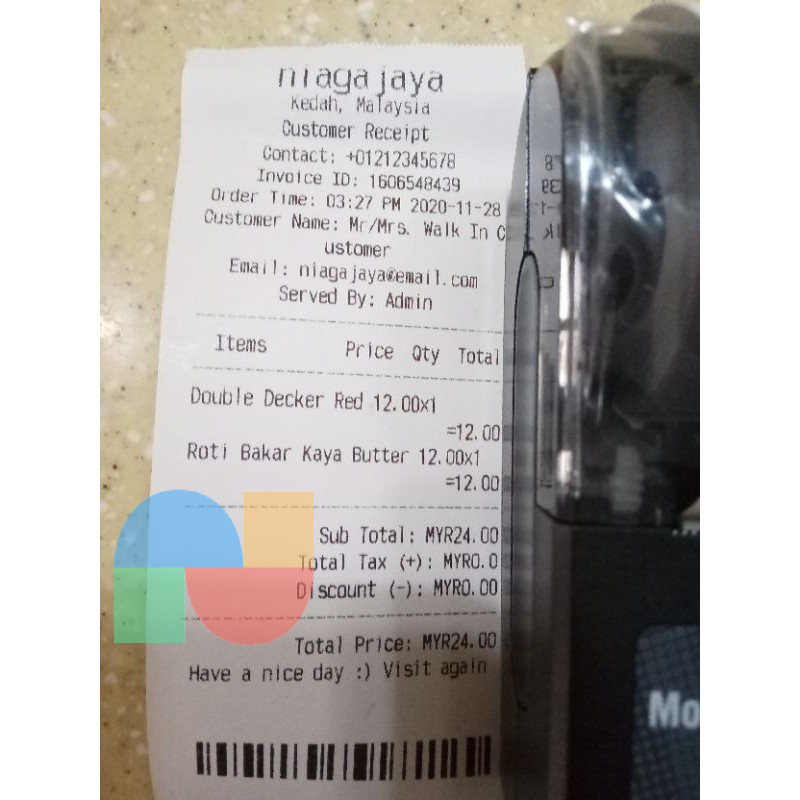 niaga jaya
Kedah, Malaysia
Customer Receipt
Contact: +01212345678
Invoice ID: 1606548439
Order Time: 03:27 PM 2020-11-28
Customer Name: Mr/Mrs. Walk In C
ustomer
Email: niagajaya@email.com
Served By: Admin
Items Price Qty Total
Double Decker Red 12.00x1
=12.00
Roti Bakar Kaya Butter 12.00x1
=12.00
Sub Total: MYR24.00
Total Tax (+): MYR0.0
Discount (-): MYR0.00
Total Price: MYR24.00
Have a nice day :) Visit again
Mo